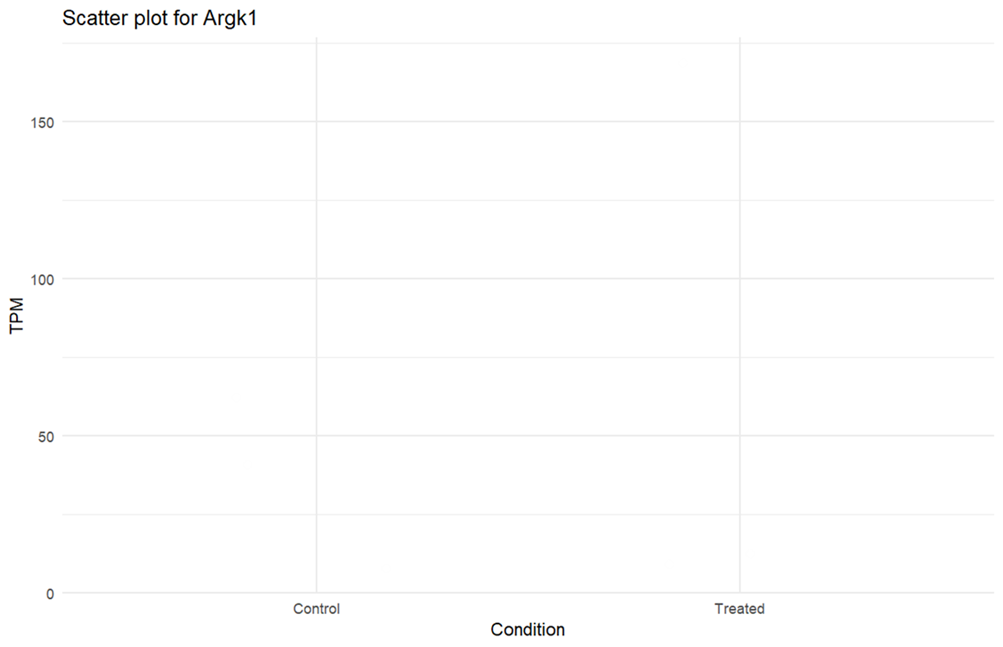 Scatter plot for Argk1
TPM
150
100
50
0
Control Treated
Condition